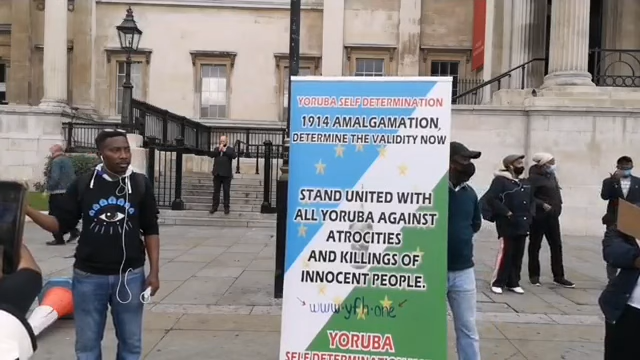 YORUBA SELF DETERMINATION
1914 AMALGAMATION,
DETERMINE THE VALIDITY NOW
STAND UNITED WITH
ALL YORUBA AGAINST
ATROCITIES
AND KILLINGS OF
INNOCENT PEOPLE.
www.yfh.one
YORUBA
SELF DETERMINATION